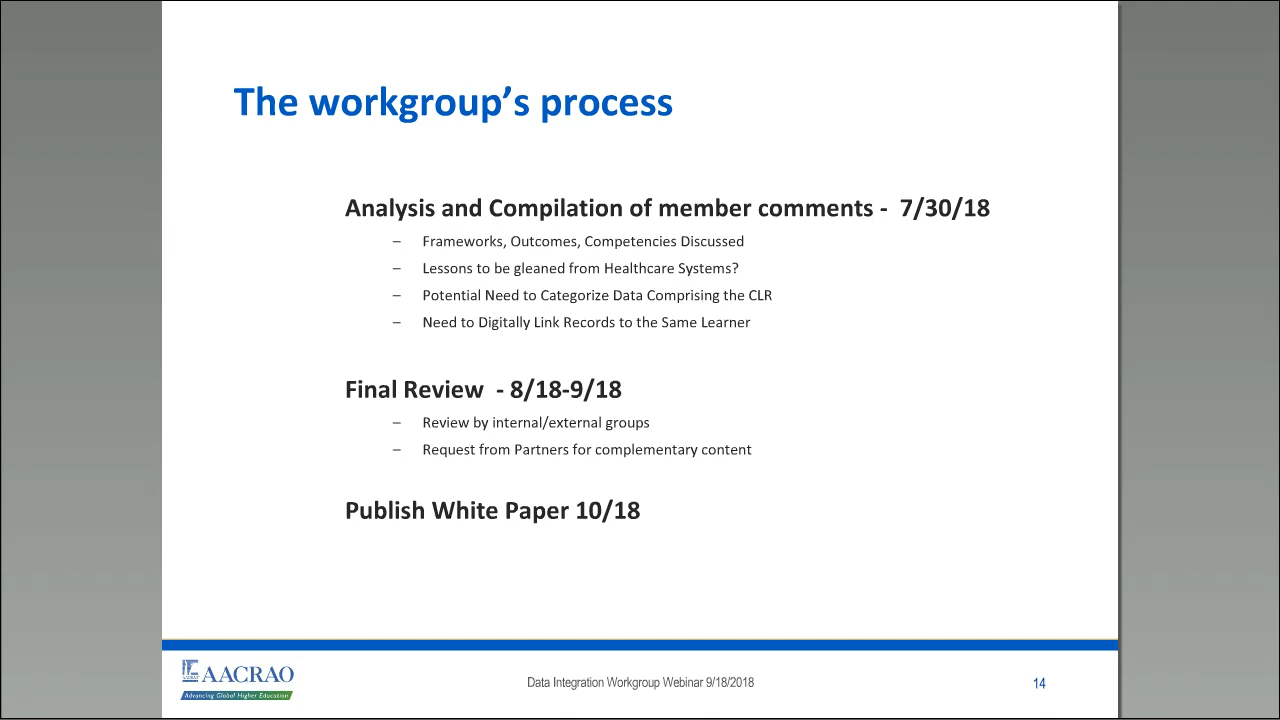 The workgroup’s process
Analysis and Compilation of member comments - 7/30/18
– Frameworks, Outcomes, Competencies Discussed
– Lessons to be gleaned from Healthcare Systems?
– Potential Need to Categorize Data Comprising the CLR
– Need to Digitally Link Records to the Same Learner
Final Review - 8/18-9/18
– Review by internal/external groups
– Request from Partners for complementary content
Publish White Paper 10/18
AACRAO
Advancing Global Higher Education
Data Integration Workgroup Webinar 9/18/2018
14